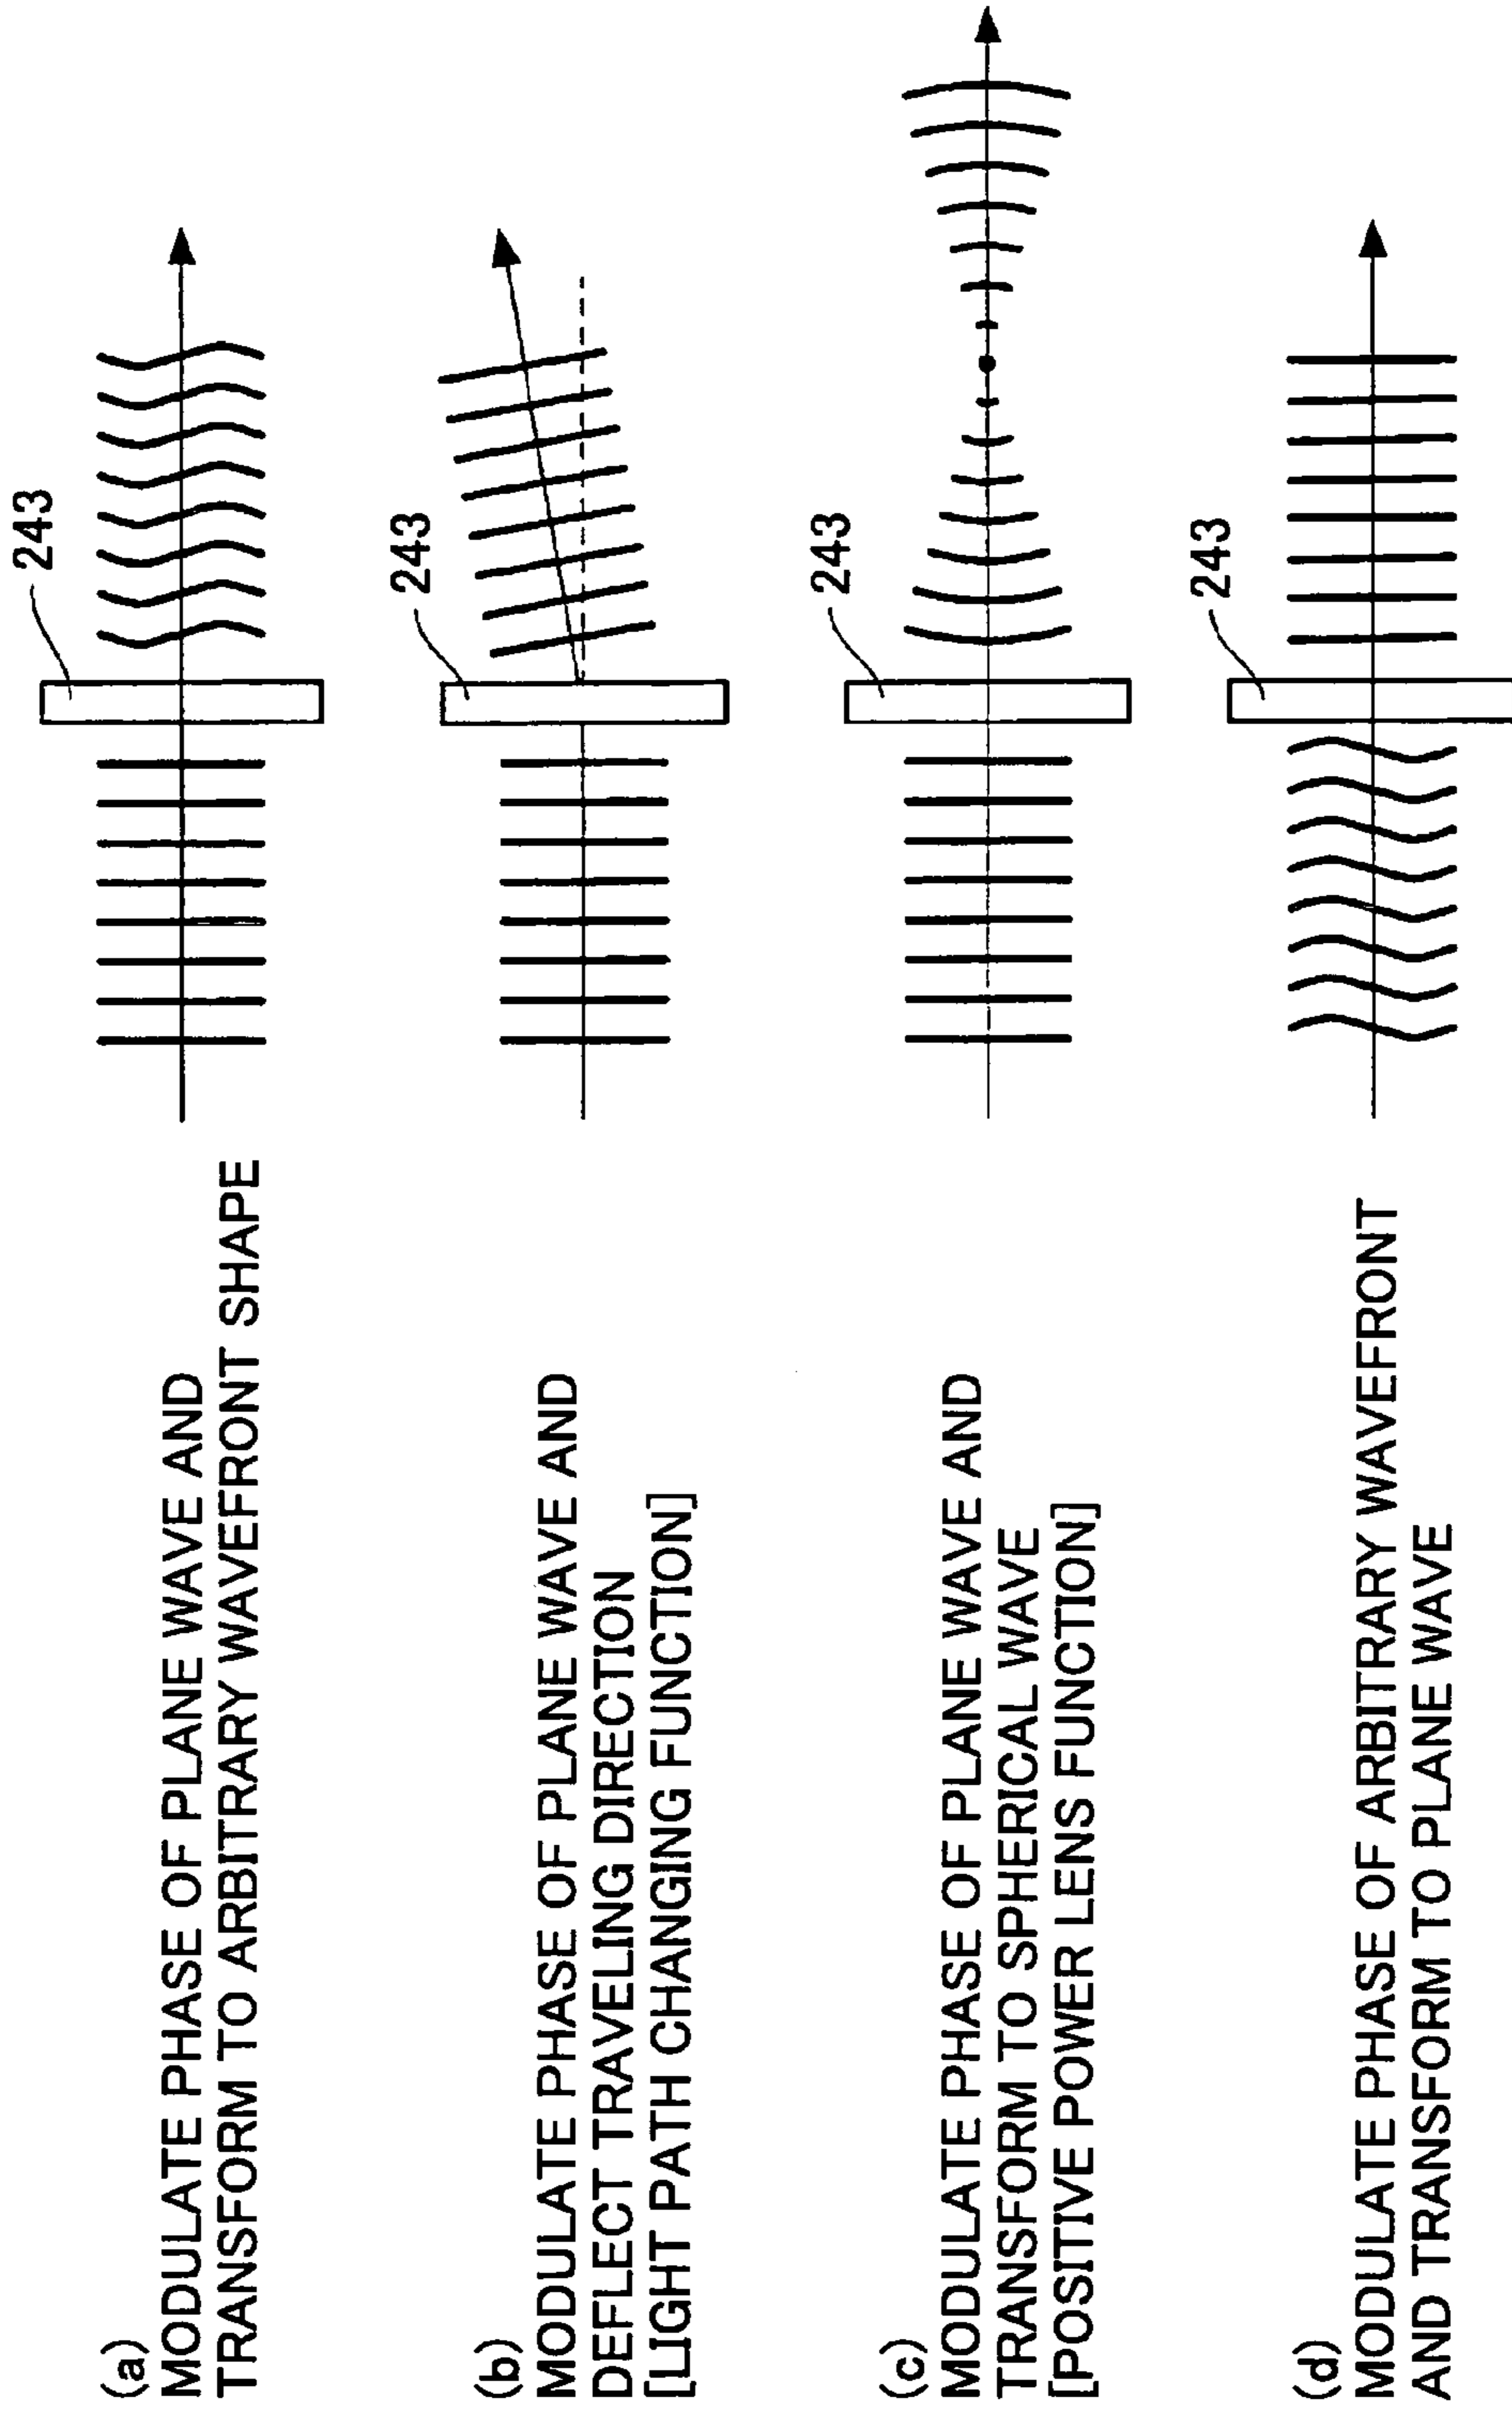 (a)
MODULATE PHASE OF PLANE WAVE AND
TRANSFORM TO ARBITRARY WAVEFRONT SHAPE
243
(b)
MODULATE PHASE OF PLANE WAVE AND
DEFLECT TRAVELING DIRECTION
[LIGHT PATH CHANGING FUNCTION]
243
(c)
MODULATE PHASE OF PLANE WAVE AND
TRANSFORM TO SPHERICAL WAVE
[POSITIVE POWER LENS FUNCTION]
243
(d)
MODULATE PHASE OF ARBITRARY WAVEFRONT
AND TRANSFORM TO PLANE WAVE
243